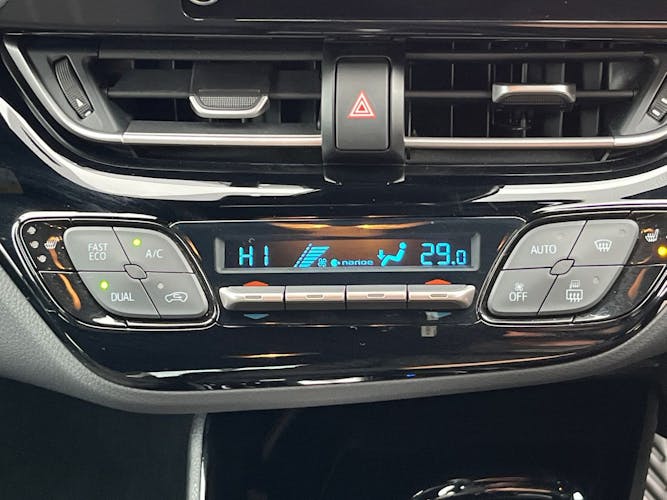 FAST
ECO
A/C
DUAL
HI
nanoe
29.0
AUTO
OFF